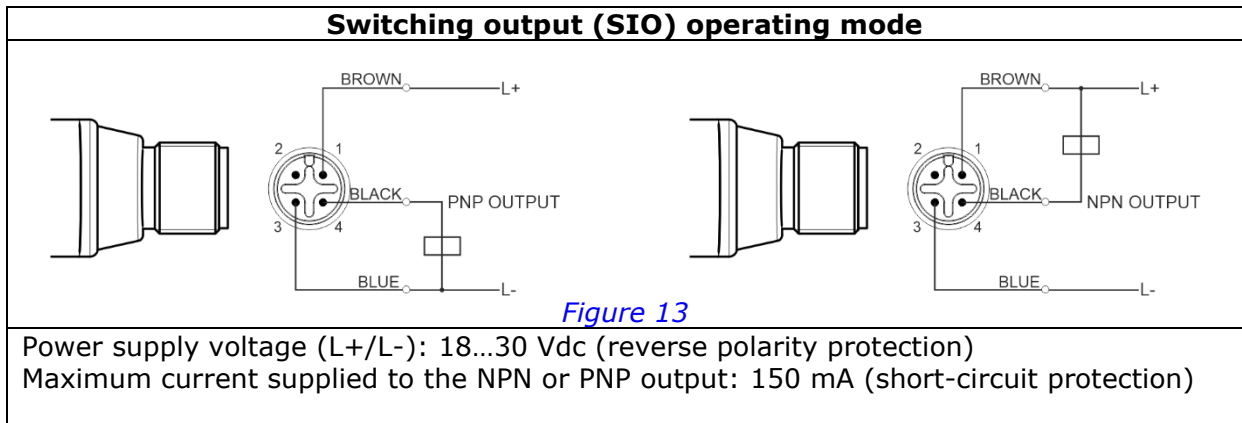 Switching output (SIO) operating mode
BROWN
L+
2
1
BLACK
PNP OUTPUT
3
4
BLUE
L-
BROWN
L+
2
1
BLACK
NPN OUTPUT
3
4
BLUE
L-
Figure 13
Power supply voltage (L+/L-): 18…30 Vdc (reverse polarity protection)
Maximum current supplied to the NPN or PNP output: 150 mA (short-circuit protection)